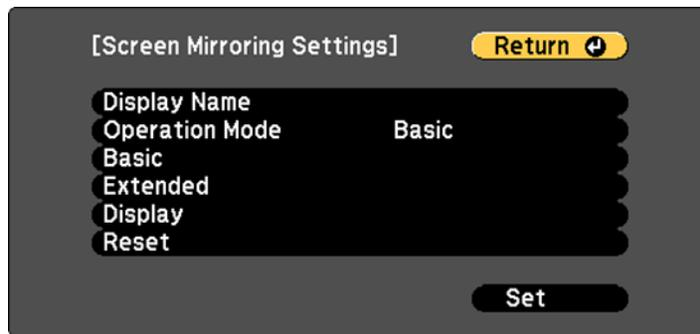 [Screen Mirroring Settings] Return
Display Name
Operation Mode Basic
Basic
Extended
Display
Reset
Set